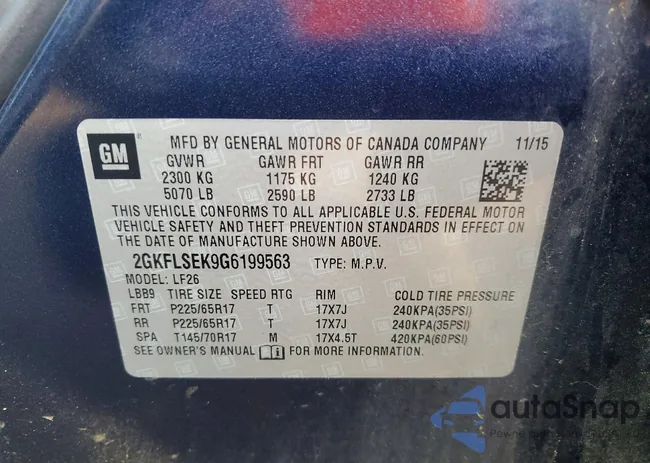 GM
MFD BY GENERAL MOTORS OF CANADA COMPANY 11/15
GVWR GAWR FRT GAWR RR
2300 KG 1175 KG 1240 KG
5070 LB 2590 LB 2733 LB
THIS VEHICLE CONFORMS TO ALL APPLICABLE U.S. FEDERAL MOTOR
VEHICLE SAFETY AND THEFT PREVENTION STANDARDS IN EFFECT ON
THE DATE OF MANUFACTURE SHOWN ABOVE.
2GKFLSEK9G6199563 TYPE: M.P.V.
MODEL: LF26
LBB9 TIRE SIZE SPEED RTG RIM COLD TIRE PRESSURE
FRT P225/65R17 T 17X7J 240KPA(35PSI)
RR P225/65R17 T 17X7J 240KPA(35PSI)
SPA T145/70R17 M 17X4.5T 420KPA(60PSI)
SEE OWNER'S MANUAL FOR MORE INFORMATION
autaSnap